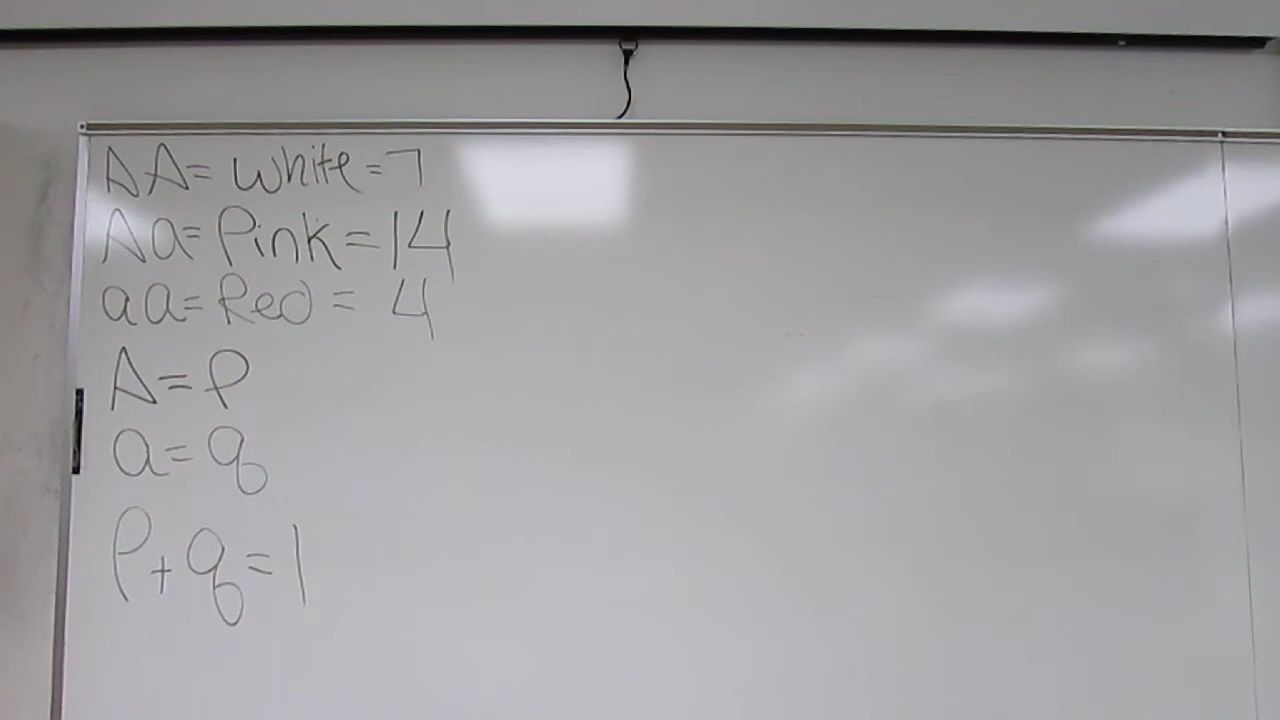 AA= white = 7
Aa= Pink = 14
aa= Red = 4
A = P
a = q
P + q = 1